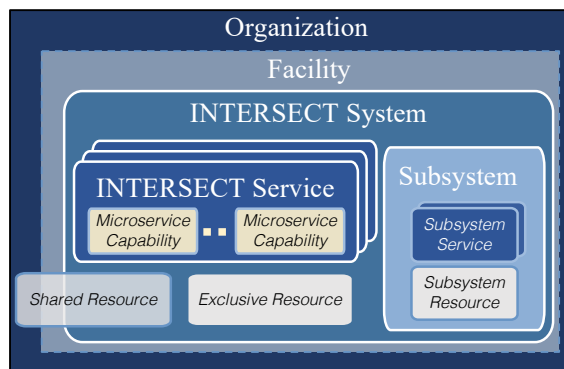 Organization
Facility
INTERSECT System
INTERSECT Service
Microservice
Capability
Microservice
Capability
Subsystem
Subsystem
Service
Subsystem
Resource
Shared Resource
Exclusive Resource